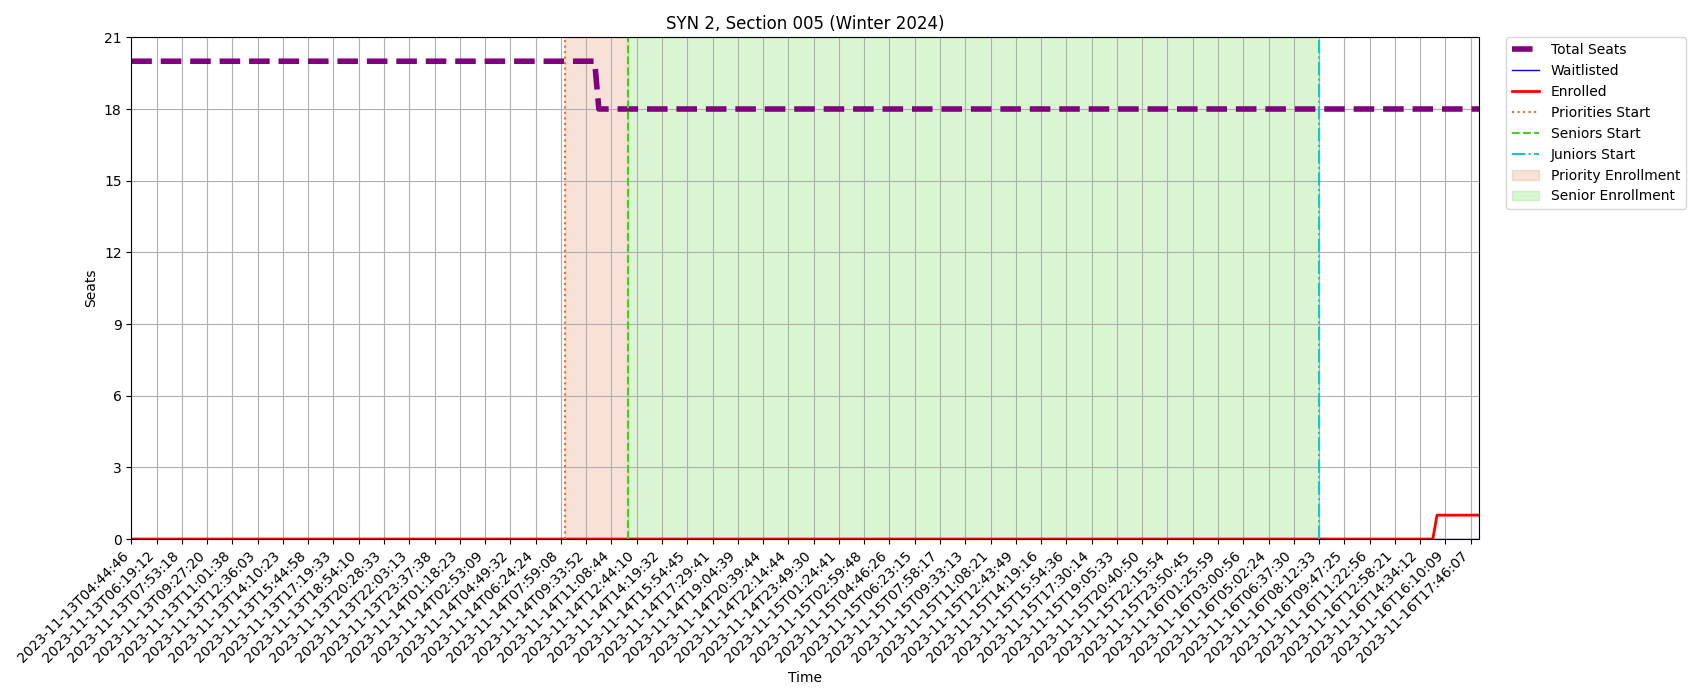 SYN 2, Section 005 (Winter 2024)
21
18
15
12
9
6
3
0
Seats
2023-11-13T04:44:46
2023-11-13T06:19:12
2023-11-13T07:53:18
2023-11-13T09:27:20
2023-11-13T11:01:38
2023-11-13T12:36:03
2023-11-13T14:10:23
2023-11-13T15:44:58
2023-11-13T17:19:33
2023-11-13T18:54:10
2023-11-13T20:28:33
2023-11-13T22:03:13
2023-11-13T23:37:38
2023-11-14T01:18:23
2023-11-14T02:53:09
2023-11-14T04:49:32
2023-11-14T06:24:24
2023-11-14T07:59:08
2023-11-14T09:33:52
2023-11-14T11:08:44
2023-11-14T12:44:10
2023-11-14T14:19:32
2023-11-14T15:54:45
2023-11-14T17:29:41
2023-11-14T19:04:39
2023-11-14T20:39:44
2023-11-14T22:14:44
2023-11-14T23:49:30
2023-11-15T01:24:41
2023-11-15T02:59:48
2023-11-15T04:46:26
2023-11-15T06:23:15
2023-11-15T07:58:17
2023-11-15T09:33:13
2023-11-15T11:08:21
2023-11-15T12:43:49
2023-11-15T14:19:16
2023-11-15T15:54:36
2023-11-15T17:30:14
2023-11-15T19:05:33
2023-11-15T20:40:50
2023-11-15T22:15:54
2023-11-15T23:50:45
2023-11-16T01:25:59
2023-11-16T03:00:56
2023-11-16T05:02:24
2023-11-16T06:37:30
2023-11-16T08:12:33
2023-11-16T09:47:25
2023-11-16T11:22:56
2023-11-16T12:58:21
2023-11-16T14:34:12
2023-11-16T16:10:09
2023-11-16T17:46:07
Time
Total Seats
Waitlisted
Enrolled
Priorities Start
Seniors Start
Juniors Start
Priority Enrollment
Senior Enrollment